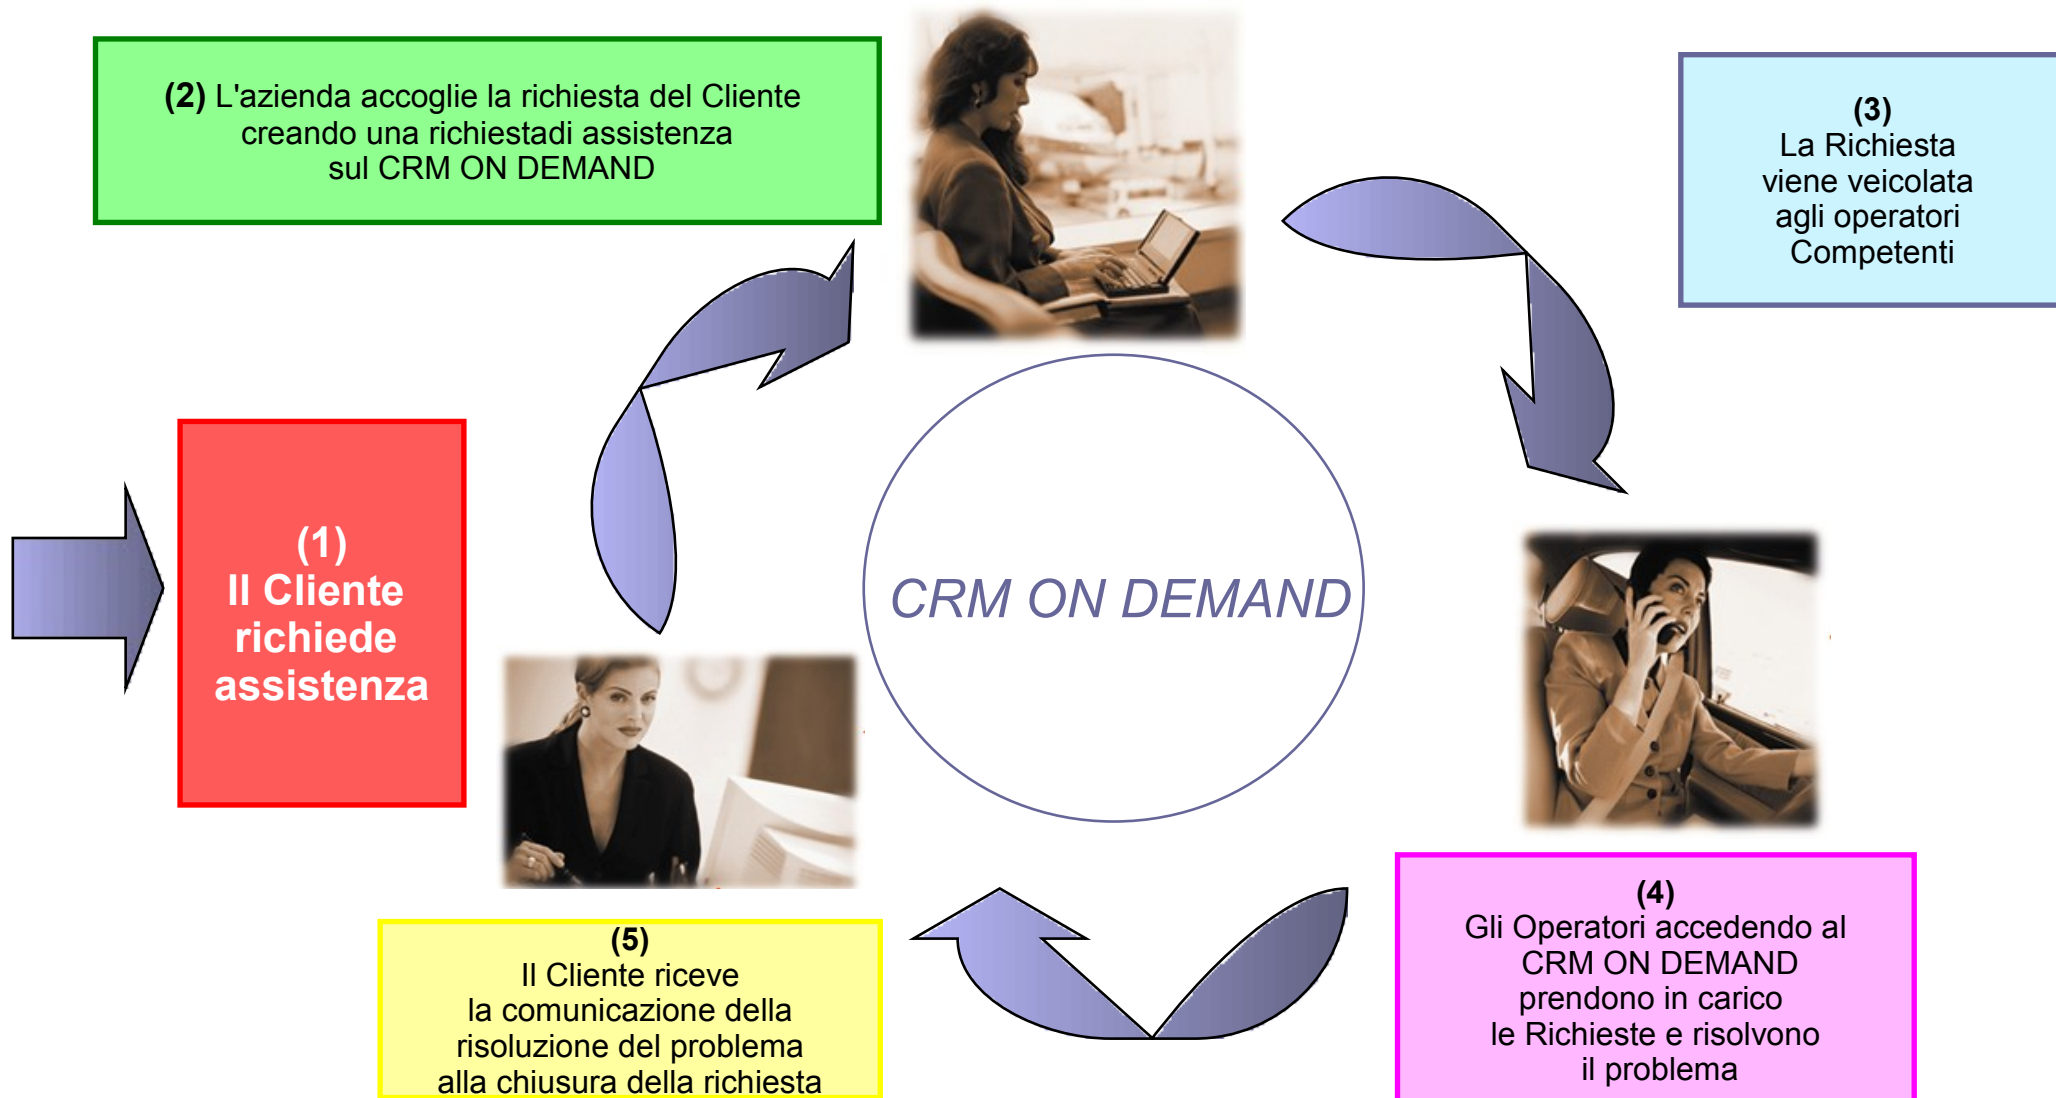 (1)
Il Cliente
richiede
assistenza
(2) L'azienda accoglie la richiesta del Cliente
creando una richiestadi assistenza
sul CRM ON DEMAND
(3)
La Richiesta
viene veicolata
agli operatori
Competenti
CRM ON DEMAND
(4)
Gli Operatori accedendo al
CRM ON DEMAND
prendono in carico
le Richieste e risolvono
il problema
(5)
Il Cliente riceve
la comunicazione della
risoluzione del problema
alla chiusura della richiesta